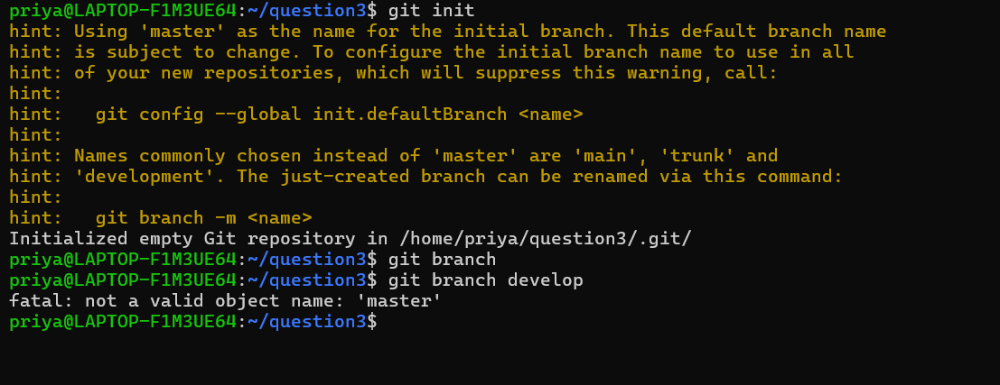 priya@LAPTOP-F1M3UE64:~/question3$ git init
hint: Using 'master' as the name for the initial branch. This default branch name
hint: is subject to change. To configure the initial branch name to use in all
hint: of your new repositories, which will suppress this warning, call:
hint:
hint:   git config --global init.defaultBranch <name>
hint:
hint: Names commonly chosen instead of 'master' are 'main', 'trunk' and
hint: 'development'. The just-created branch can be renamed via this command:
hint:
hint:   git branch -m <name>
Initialized empty Git repository in /home/priya/question3/.git/
priya@LAPTOP-F1M3UE64:~/question3$ git branch
priya@LAPTOP-F1M3UE64:~/question3$ git branch develop
fatal: not a valid object name: 'master'
priya@LAPTOP-F1M3UE64:~/question3$